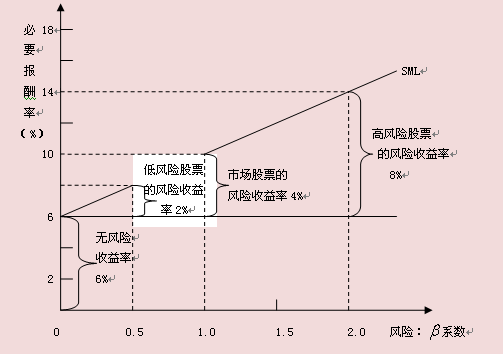 必
要
报
酬
率
(%)
18
14
10
6
2
SML
高风险股票
的风险收益率
8%
低风险股票
的风险收益
率 2%
市场股票的
风险收益率 4%
无风险
收益率
6%
0
0.5
1.0
1.5
2.0
风险：β系数